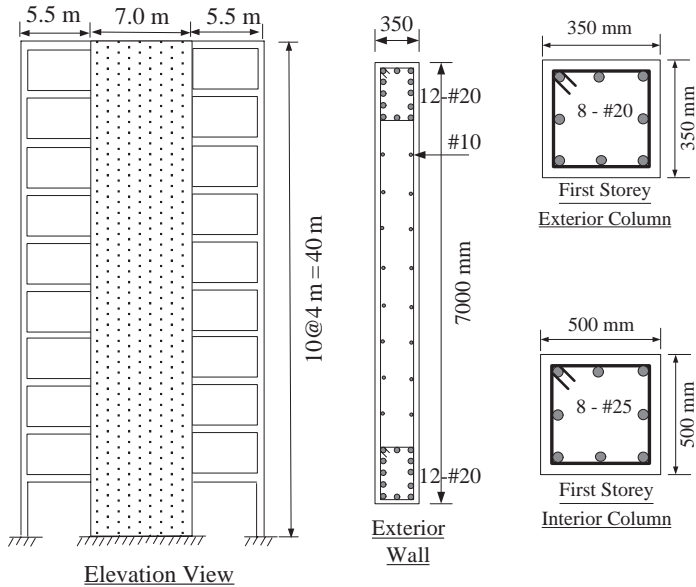 5.5 m
7.0 m
5.5 m
10@4 m = 40 m
Elevation View
350
12-#20
#10
7000 mm
12-#20
Exterior
Wall
350 mm
8 - #20
350 mm
First Storey
Exterior Column
500 mm
8 - #25
500 mm
First Storey
Interior Column